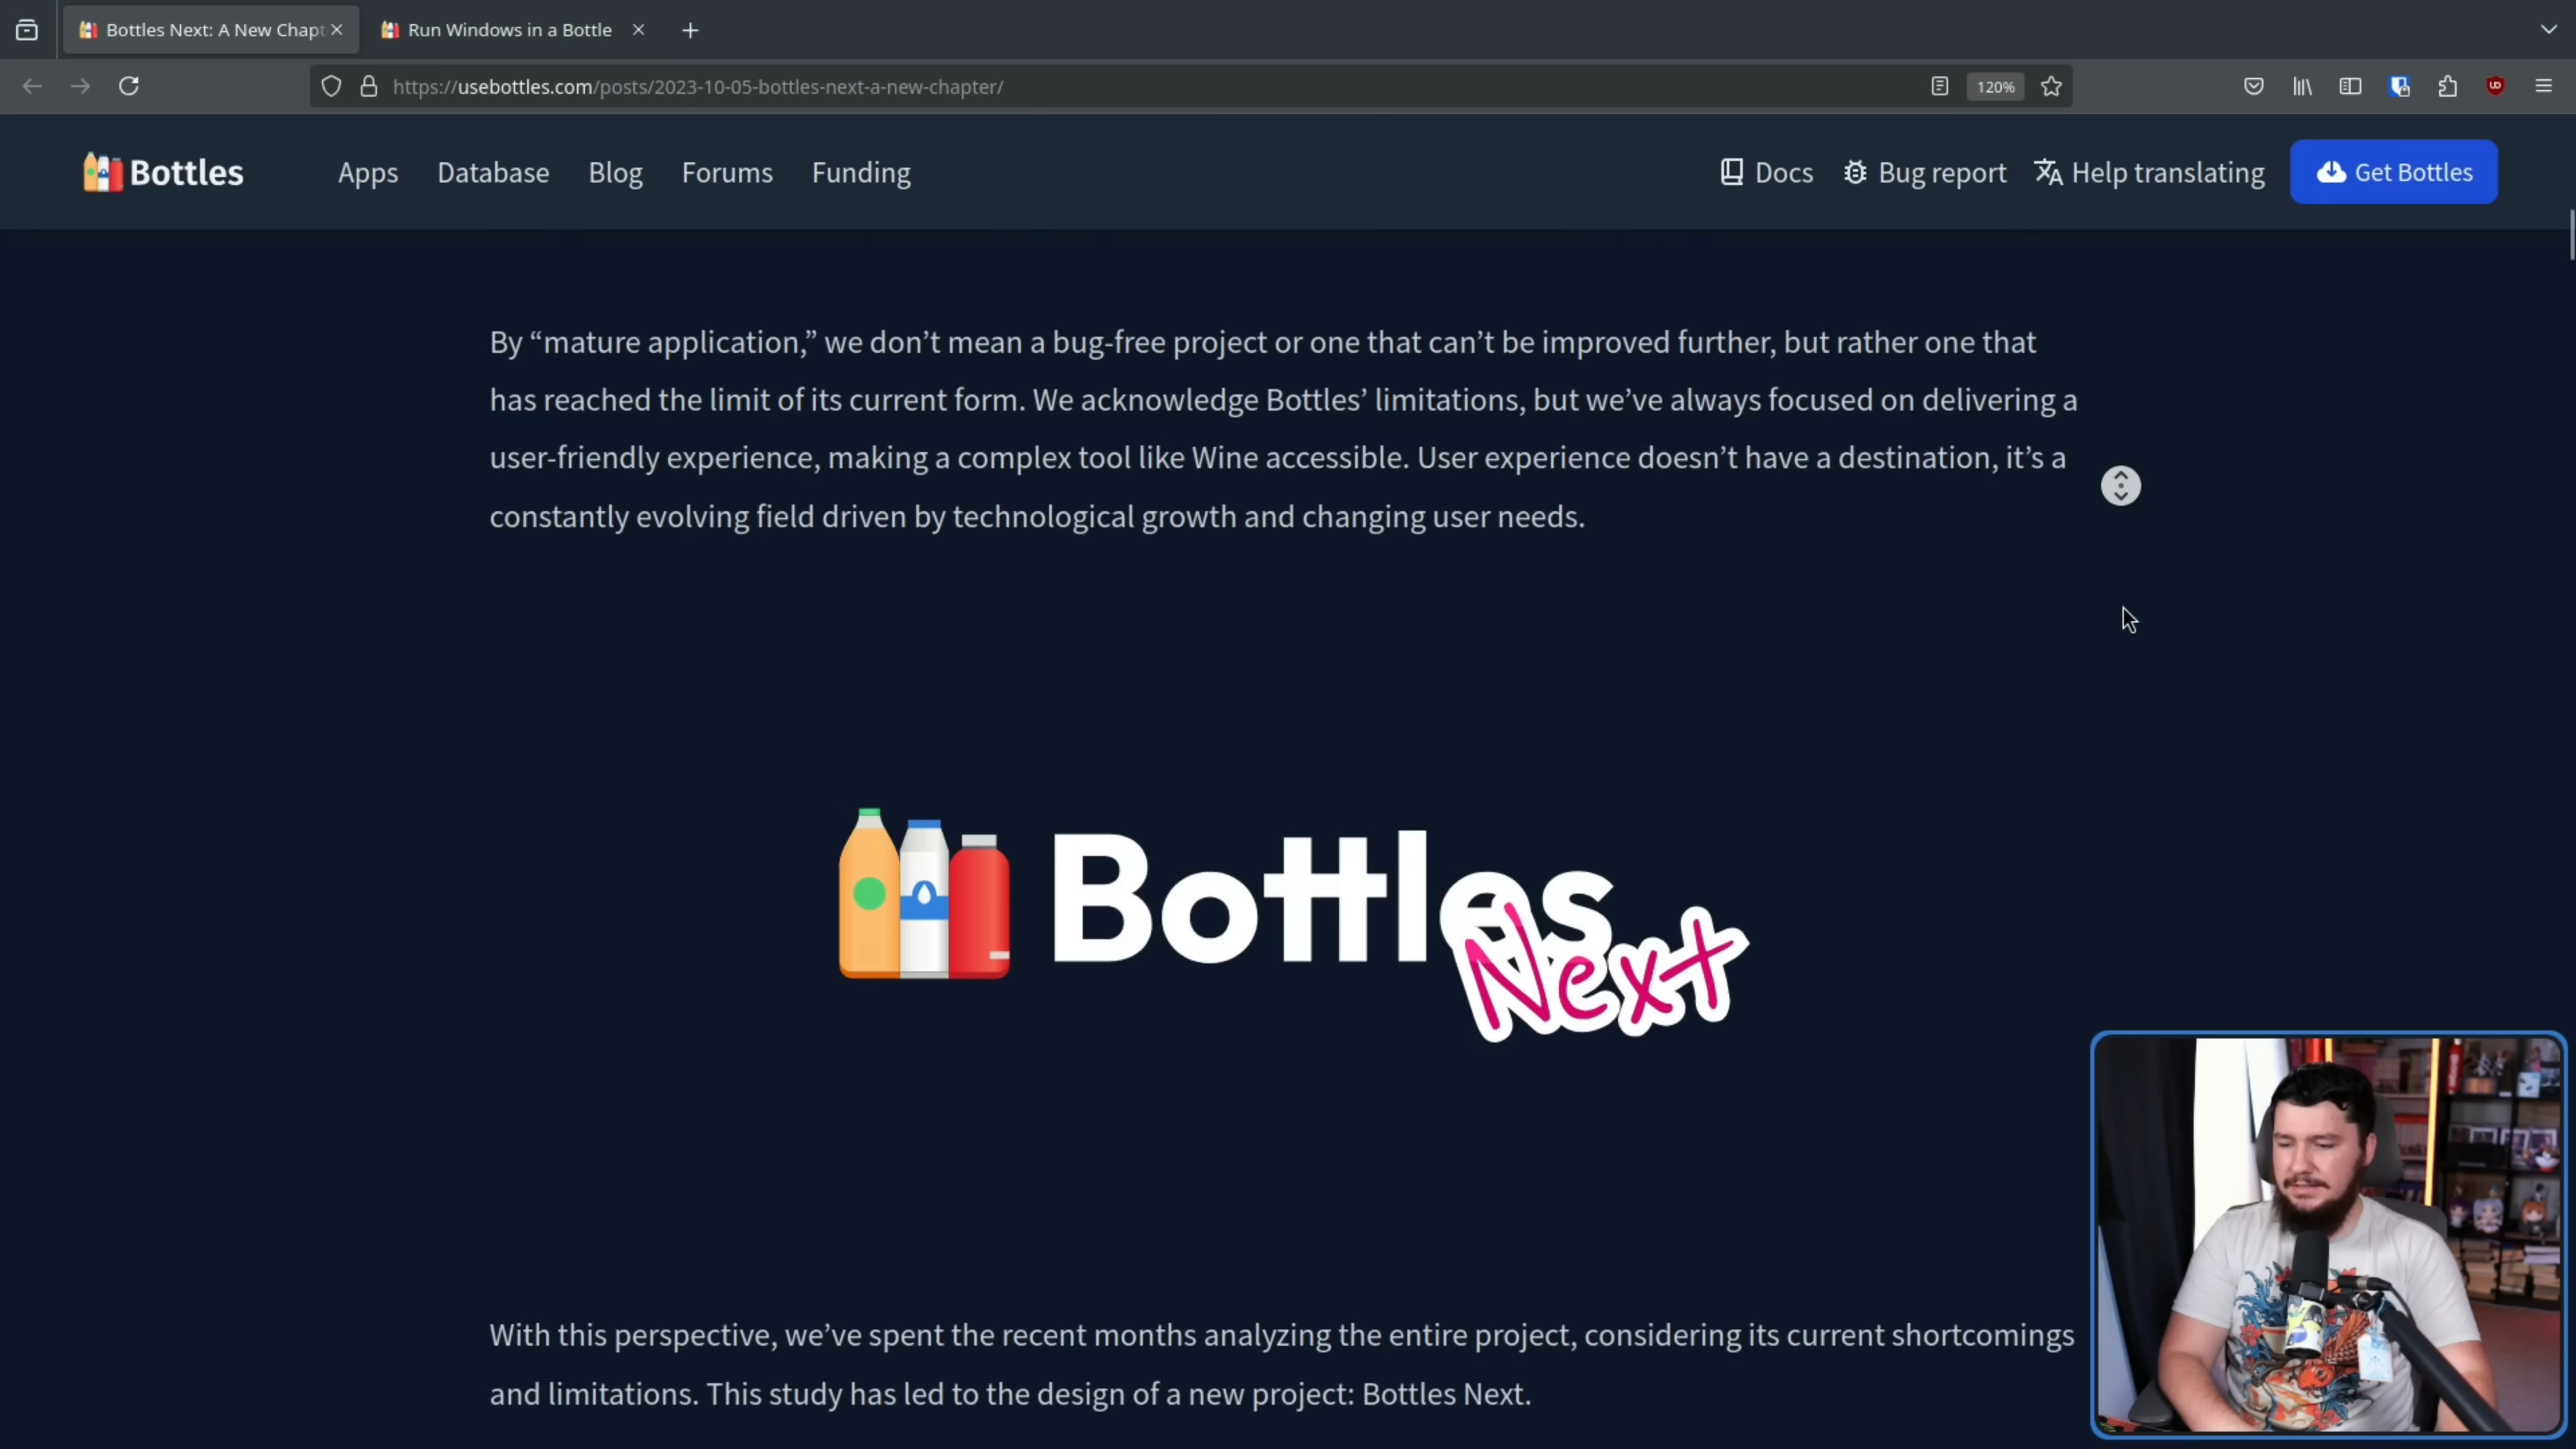 Bottles Next: A New Chapt
Run Windows in a Bottle
https://usebottles.com/posts/2023-10-05-bottles-next-a-new-chapter/
120%
Bottles
Apps
Database
Blog
Forums
Funding
Docs
Bug report
Help translating
Get Bottles
By “mature application,” we don’t mean a bug-free project or one that can’t be improved further, but rather one that
has reached the limit of its current form. We acknowledge Bottles’ limitations, but we’ve always focused on delivering a
user-friendly experience, making a complex tool like Wine accessible. User experience doesn’t have a destination, it’s a
constantly evolving field driven by technological growth and changing user needs.
Bottles
Next
With this perspective, we’ve spent the recent months analyzing the entire project, considering its current shortcomings
and limitations. This study has led to the design of a new project: Bottles Next.